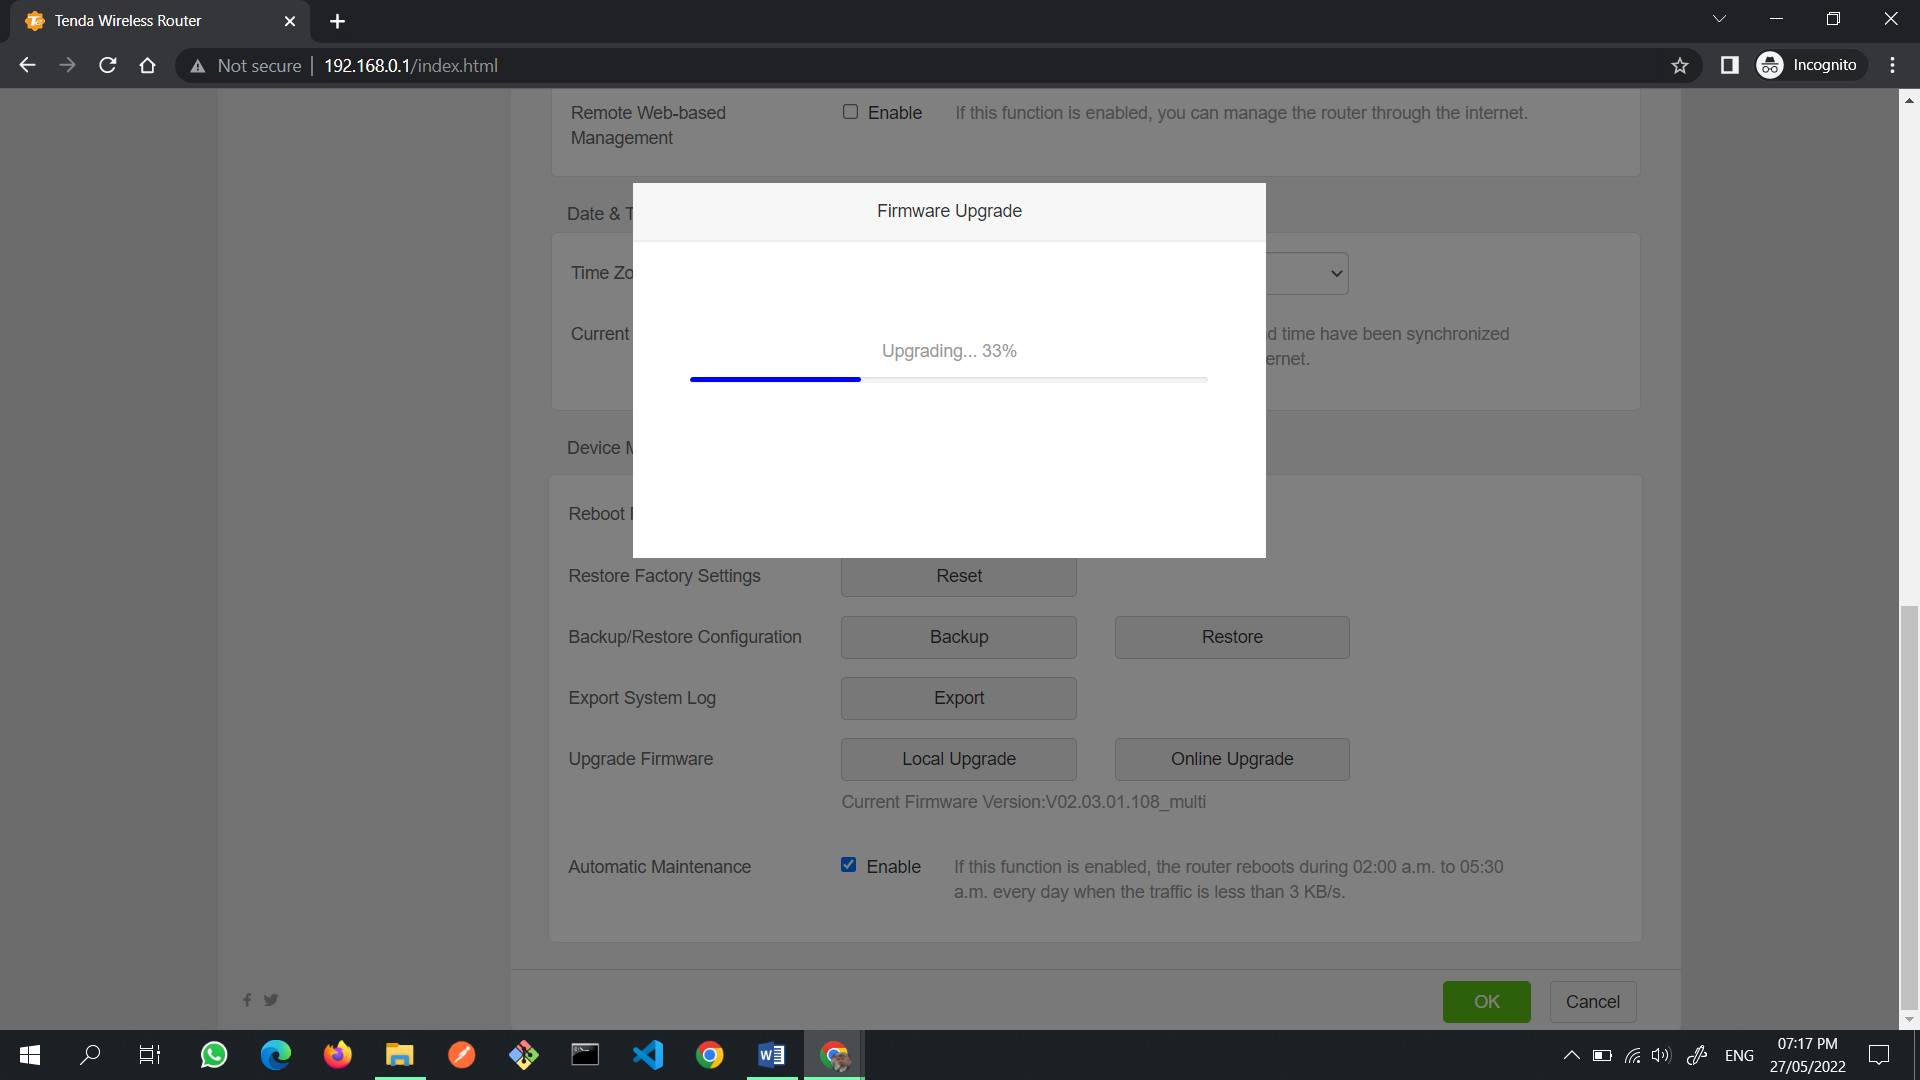 Tenda Wireless Router
Not secure | 192.168.0.1/index.html
Incognito
Remote Web-based
Management
Enable
If this function is enabled, you can manage the router through the internet.
Firmware Upgrade
Date & T
Time Zo
Upgrading... 33%
Current
d time have been synchronized
ernet.
Device M
Reboot
Restore Factory Settings
Reset
Backup/Restore Configuration
Backup
Restore
Export System Log
Export
Upgrade Firmware
Local Upgrade
Online Upgrade
Current Firmware Version:V02.03.01.108_multi
Automatic Maintenance
Enable
If this function is enabled, the router reboots during 02:00 a.m. to 05:30
a.m. every day when the traffic is less than 3 KB/s.
OK
Cancel
ENG
07:17 PM
27/05/2022